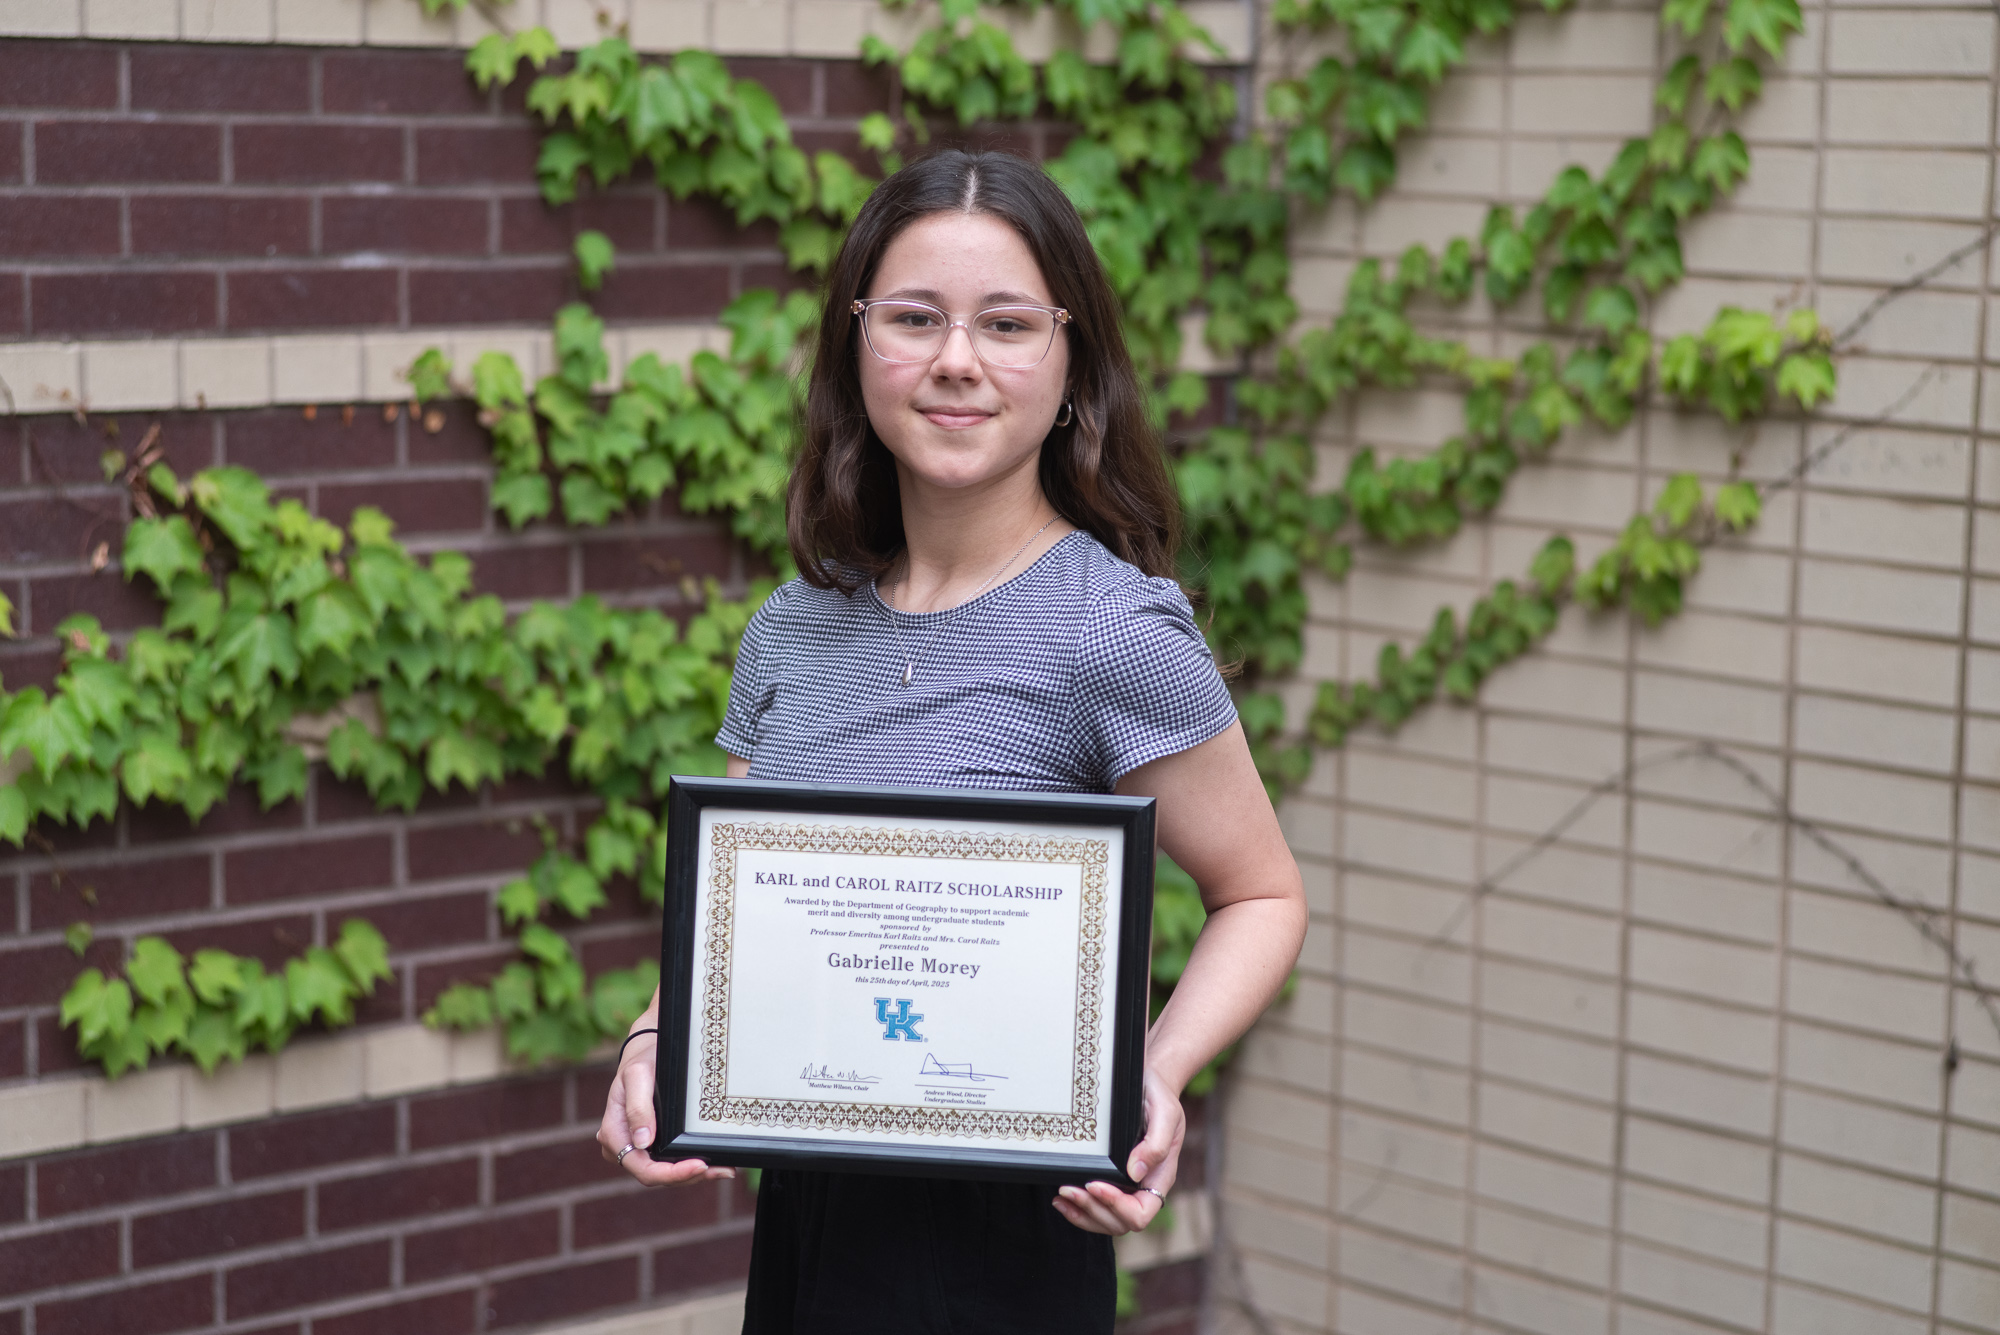 KARL and CAROL RAITZ SCHOLARSHIP
Awarded by the Department of Geography to support academic
merit and diversity among undergraduate students
sponsored by
Professor Emeritus Karl Raitz and Mrs. Carol Raitz
presented to
Gabrielle Morey
this 25th day of April, 2025
UK
Matthew Wilson, Chair
Andrew Wood, Director
Undergraduate Studies